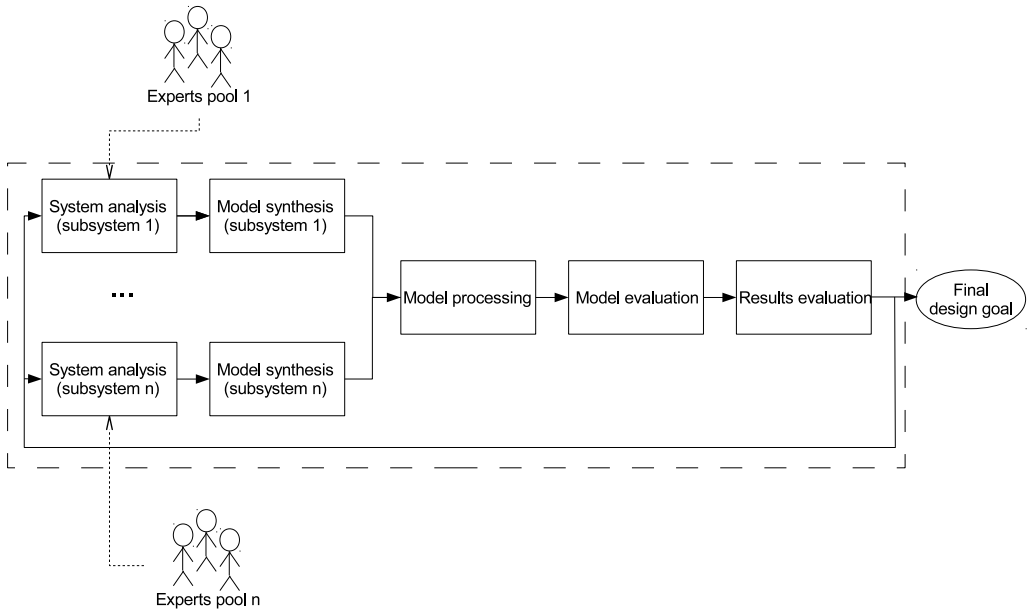 Experts pool 1
System analysis
(subsystem 1)
Model synthesis
(subsystem 1)
...
Model processing
Model evaluation
Results evaluation
Final
design goal
System analysis
(subsystem n)
Model synthesis
(subsystem n)
Experts pool n